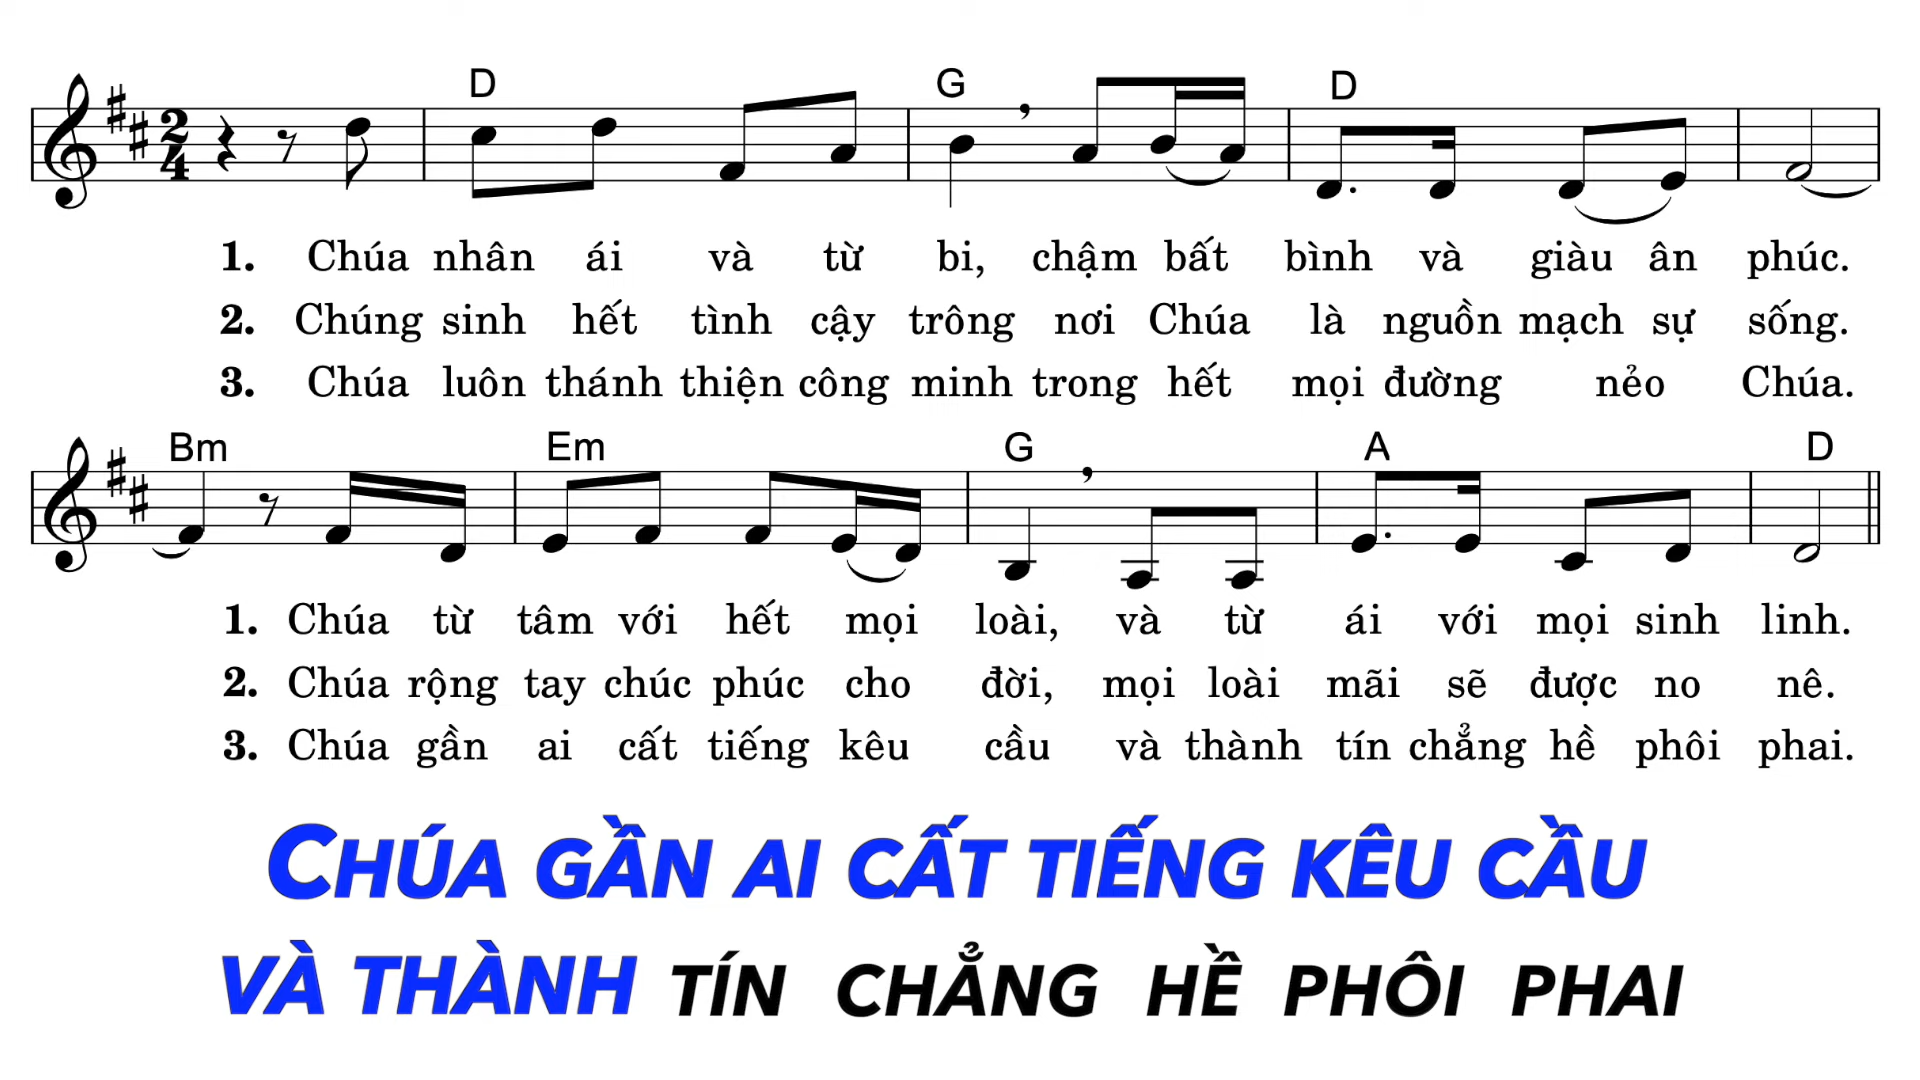 D G D
2
4
1. Chúa nhân ái và từ bi, chậm bất bình và giàu ân phúc.
2. Chúng sinh hết tình cậy trông nơi Chúa là nguồn mạch sự sống.
3. Chúa luôn thánh thiện công minh trong hết mọi đường nẻo Chúa.
Bm Em G A D
1. Chúa từ tâm với hết mọi loài, và từ ái với mọi sinh linh.
2. Chúa rộng tay chúc phúc cho đời, mọi loài mãi sẽ được no nê.
3. Chúa gần ai cất tiếng kêu cầu và thành tín chẳng hề phôi phai.
CHÚA GẦN AI CẤT TIẾNG KÊU CẦU
VÀ THÀNH TÍN CHẲNG HỀ PHÔI PHAI